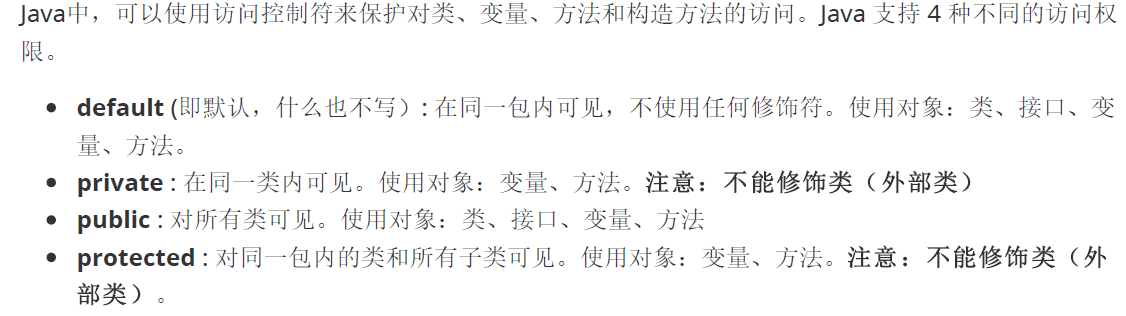 Java中，可以使用访问控制符来保护对类、变量、方法和构造方法的访问。Java 支持 4 种不同的访问权
限。
• default (即默认，什么也不写）: 在同一包内可见，不使用任何修饰符。使用对象：类、接口、变
量、方法。
• private : 在同一类内可见。使用对象：变量、方法。注意：不能修饰类（外部类）
• public : 对所有类可见。使用对象：类、接口、变量、方法
• protected : 对同一包内的类和所有子类可见。使用对象：变量、方法。注意：不能修饰类（外
部类）。